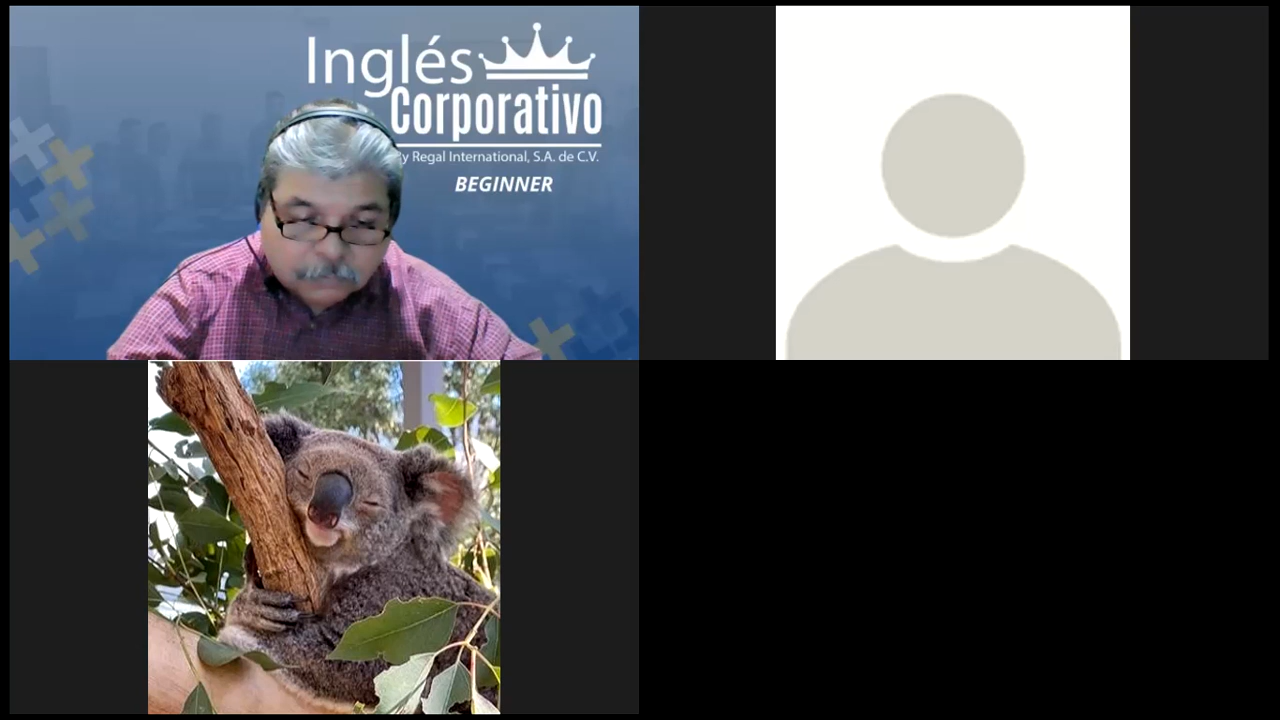 Inglés
Corporativo
y Regal International, S.A. de C.V.
BEGINNER